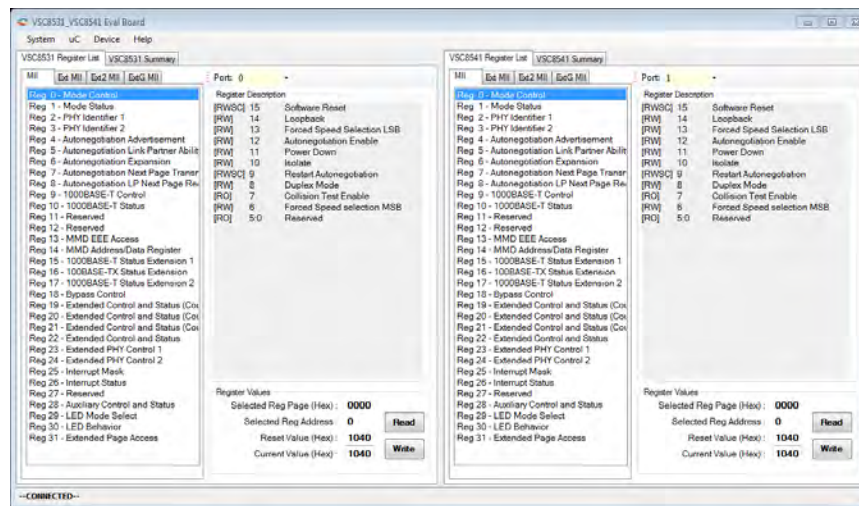 VSC8531_VSC8541 Eval Board
System uC Device Help
VSC8531 Register List VSC8531 Summary
MII Ext MII Ext2 MII ExtG MII
Reg 0 - Mode Control
Reg 1 - Mode Status
Reg 2 - PHY Identifier 1
Reg 3 - PHY Identifier 2
Reg 4 - Autonegotiation Advertisement
Reg 5 - Autonegotiation Link Partner Abilit
Reg 6 - Autonegotiation Expansion
Reg 7 - Autonegotiation Next Page Transr
Reg 8 - Autonegotiation LP Next Page Re
Reg 9 - 1000BASE-T Control
Reg 10 - 1000BASE-T Status
Reg 11 - Reserved
Reg 12 - Reserved
Reg 13 - MMD EEE Access
Reg 14 - MMD Address/Data Register
Reg 15 - 1000BASE-T Status Extension 1
Reg 16 - 100BASE-TX Status Extension
Reg 17 - 1000BASE-T Status Extension 2
Reg 18 - Bypass Control
Reg 19 - Extended Control and Status (Cou
Reg 20 - Extended Control and Status (Cou
Reg 21 - Extended Control and Status (Cou
Reg 22 - Extended Control and Status
Reg 23 - Extended PHY Control 1
Reg 24 - Extended PHY Control 2
Reg 25 - Interrupt Mask
Reg 26 - Interrupt Status
Reg 27 - Reserved
Reg 28 - Auxiliary Control and Status
Reg 29 - LED Mode Select
Reg 30 - LED Behavior
Reg 31 - Extended Page Access
Port: 0
Register Description
[RWSC] 15 Software Reset
[RW] 14 Loopback
[RW] 13 Forced Speed Selection LSB
[RW] 12 Autonegotiation Enable
[RW] 11 Power Down
[RW] 10 Isolate
[RWSC] 9 Restart Autonegotiation
[RW] 8 Duplex Mode
[RO] 7 Collision Test Enable
[RW] 6 Forced Speed selection MSB
[RO] 5:0 Reserved
Register Values
Selected Reg Page (Hex) : 0000
Selected Reg Address : 0
Reset Value (Hex) : 1040
Current Value (Hex) : 1040
Read
Write
VSC8541 Register List VSC8541 Summary
MII Ext MII Ext2 MII ExtG MII
Reg 0 - Mode Control
Reg 1 - Mode Status
Reg 2 - PHY Identifier 1
Reg 3 - PHY Identifier 2
Reg 4 - Autonegotiation Advertisement
Reg 5 - Autonegotiation Link Partner Abilit
Reg 6 - Autonegotiation Expansion
Reg 7 - Autonegotiation Next Page Transr
Reg 8 - Autonegotiation LP Next Page Re
Reg 9 - 1000BASE-T Control
Reg 10 - 1000BASE-T Status
Reg 11 - Reserved
Reg 12 - Reserved
Reg 13 - MMD EEE Access
Reg 14 - MMD Address/Data Register
Reg 15 - 1000BASE-T Status Extension 1
Reg 16 - 100BASE-TX Status Extension
Reg 17 - 1000BASE-T Status Extension 2
Reg 18 - Bypass Control
Reg 19 - Extended Control and Status (Cou
Reg 20 - Extended Control and Status (Cou
Reg 21 - Extended Control and Status (Cou
Reg 22 - Extended Control and Status
Reg 23 - Extended PHY Control 1
Reg 24 - Extended PHY Control 2
Reg 25 - Interrupt Mask
Reg 26 - Interrupt Status
Reg 27 - Reserved
Reg 28 - Auxiliary Control and Status
Reg 29 - LED Mode Select
Reg 30 - LED Behavior
Reg 31 - Extended Page Access
Port: 1
Register Description
[RWSC] 15 Software Reset
[RW] 14 Loopback
[RW] 13 Forced Speed Selection LSB
[RW] 12 Autonegotiation Enable
[RW] 11 Power Down
[RW] 10 Isolate
[RWSC] 9 Restart Autonegotiation
[RW] 8 Duplex Mode
[RO] 7 Collision Test Enable
[RW] 6 Forced Speed selection MSB
[RO] 5:0 Reserved
Register Values
Selected Reg Page (Hex) : 0000
Selected Reg Address : 0
Reset Value (Hex) : 1040
Current Value (Hex) : 1040
Read
Write
--CONNECTED--